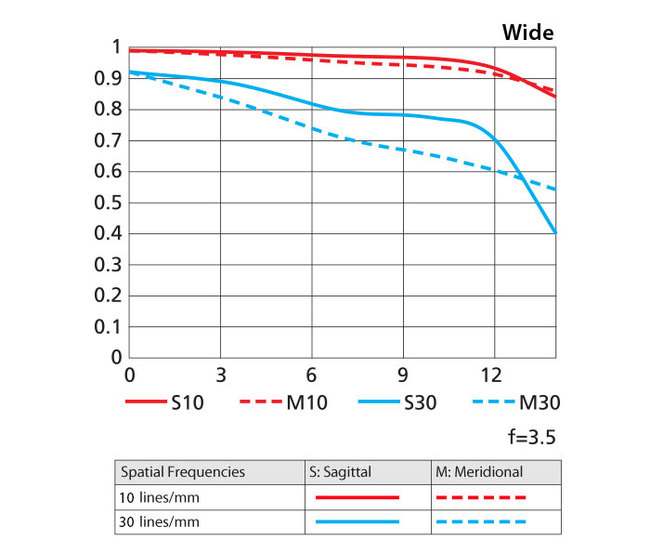 Wide
1
0.9
0.8
0.7
0.6
0.5
0.4
0.3
0.2
0.1
0
0 3 6 9 12
S10 M10 S30 M30
f=3.5
Spatial Frequencies S: Sagittal M: Meridional
10 lines/mm
30 lines/mm